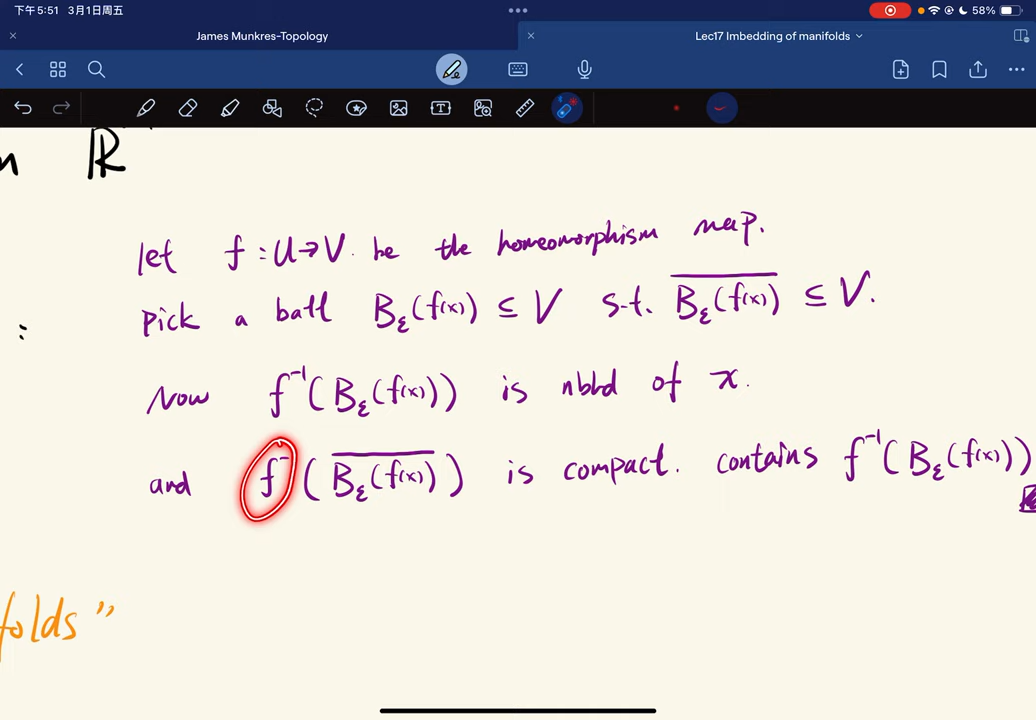 下午5:51 3月1日周五
58%
James Munkres-Topology
Lec17 Imbedding of manifolds
T
n ℝ
let f : U → V. be the homeomorphism map.
pick a ball B_ε(f(x)) ⊆ V s.t. \overline{B_ε(f(x))} ⊆ V.
:
Now f⁻¹(B_ε(f(x))) is nbhd of x.
and f⁻(\overline{B_ε(f(x))}) is compact. contains f⁻¹(B_ε(f(x)))
folds"